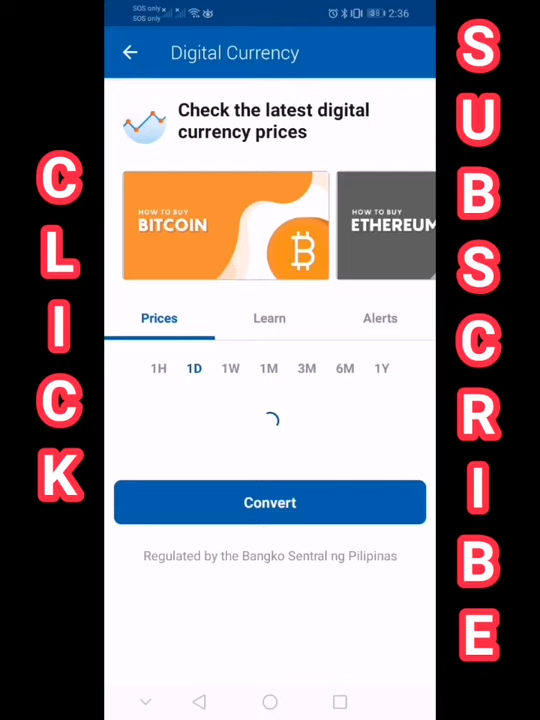 SOS only
SOS only
2:36
Digital Currency
Check the latest digital
currency prices
HOW TO BUY
BITCOIN
HOW TO BUY
ETHEREUM
Prices
Learn
Alerts
1H
1D
1W
1M
3M
6M
1Y
Convert
Regulated by the Bangko Sentral ng Pilipinas
CLICK
SUBSCRIBE